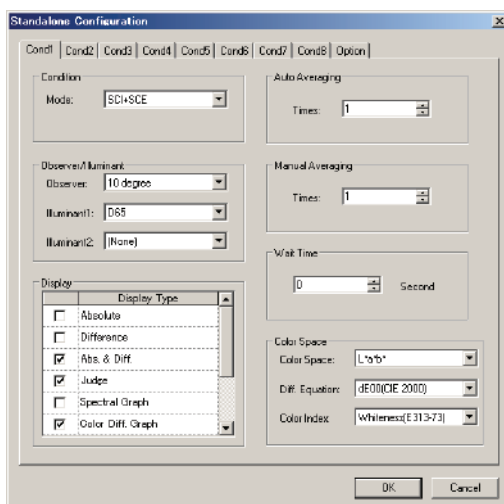 Standalone Configuration
Cond1 Cond2 Cond3 Cond4 Cond5 Cond6 Cond7 Cond8 Option
Condition
Mode: SCI+SCE
Observer/Illuminant
Observer: 10 degree
Illuminant1: D65
Illuminant2: (None)
Display
Display Type
Absolute
Difference
Abs. & Diff.
Judge
Spectral Graph
Color Diff. Graph
Auto Averaging
Times: 1
Manual Averaging
Times: 1
Wait Time
0 Second
Color Space
Color Space: L*a*b*
Diff. Equation: dE00(CIE 2000)
Color Index: Whiteness(E313-73)
OK Cancel